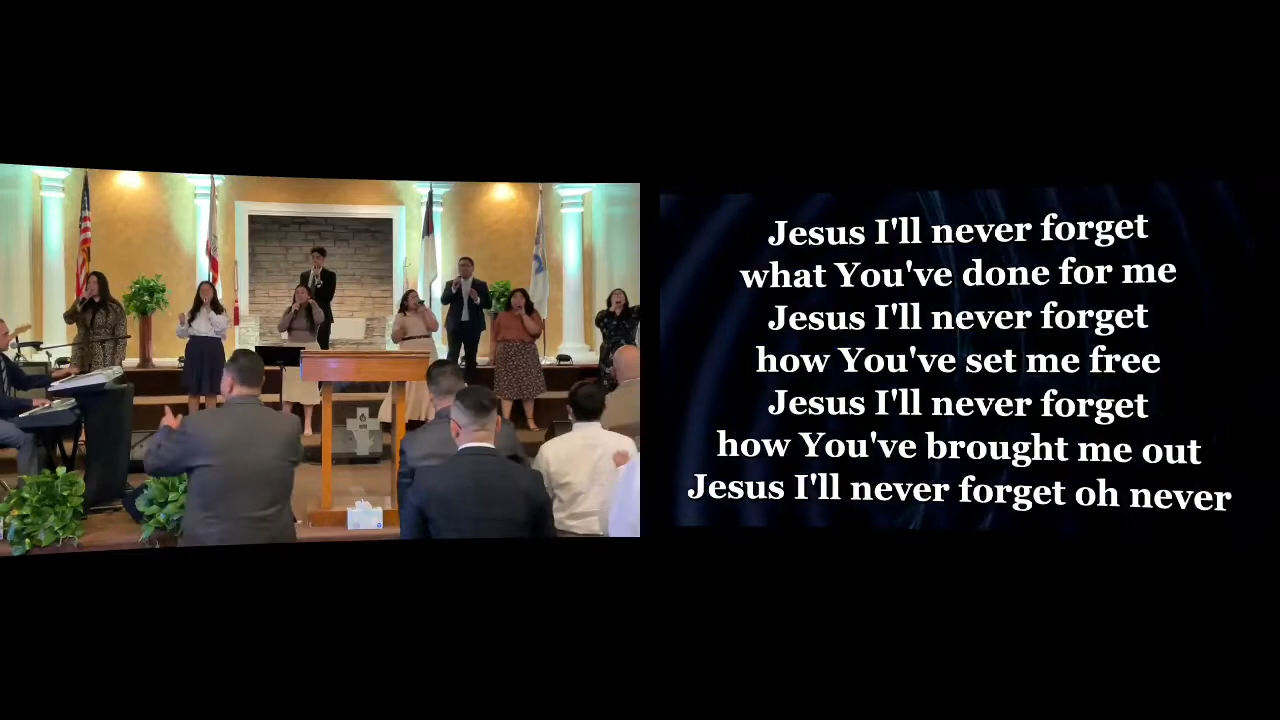 Jesus I'll never forget
what You've done for me
Jesus I'll never forget
how You've set me free
Jesus I'll never forget
how You've brought me out
Jesus I'll never forget oh never